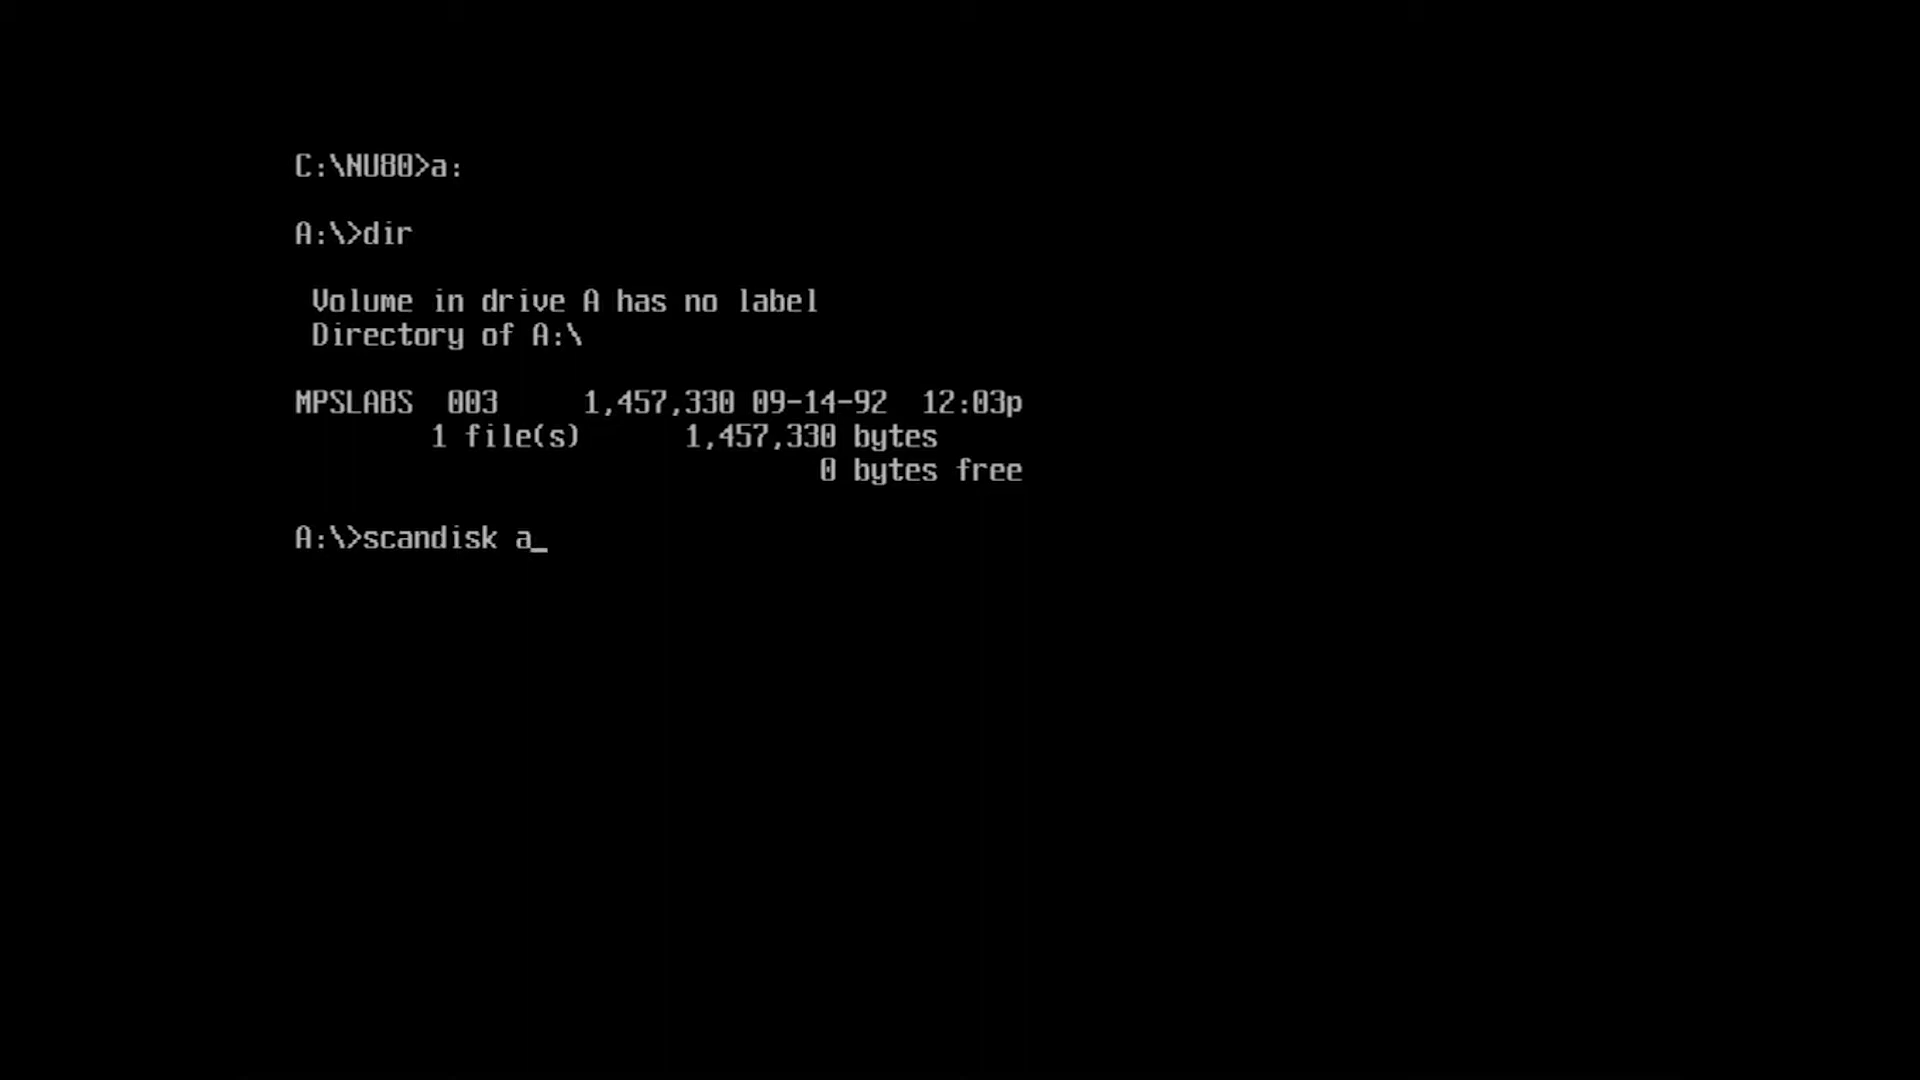 C:\NU80>a:
A:\>dir
Volume in drive A has no label
Directory of A:\
MPSLABS  003     1,457,330 09-14-92  12:03p
1 file(s)      1,457,330 bytes
0 bytes free
A:\>scandisk a_